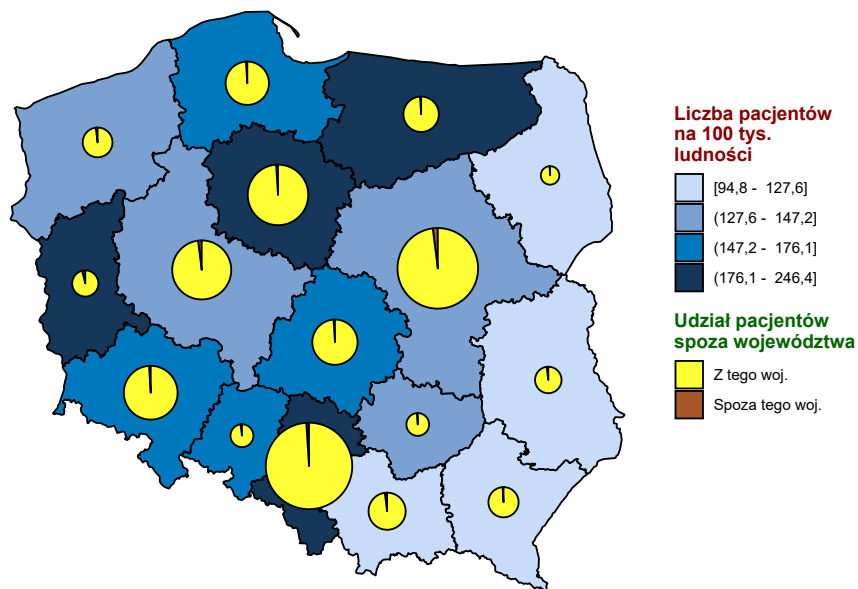 Liczba pacjentów
na 100 tys.
ludności
[94,8 - 127,6]
(127,6 - 147,2]
(147,2 - 176,1]
(176,1 - 246,4]
Udział pacjentów
spoza województwa
Z tego woj.
Spoza tego woj.